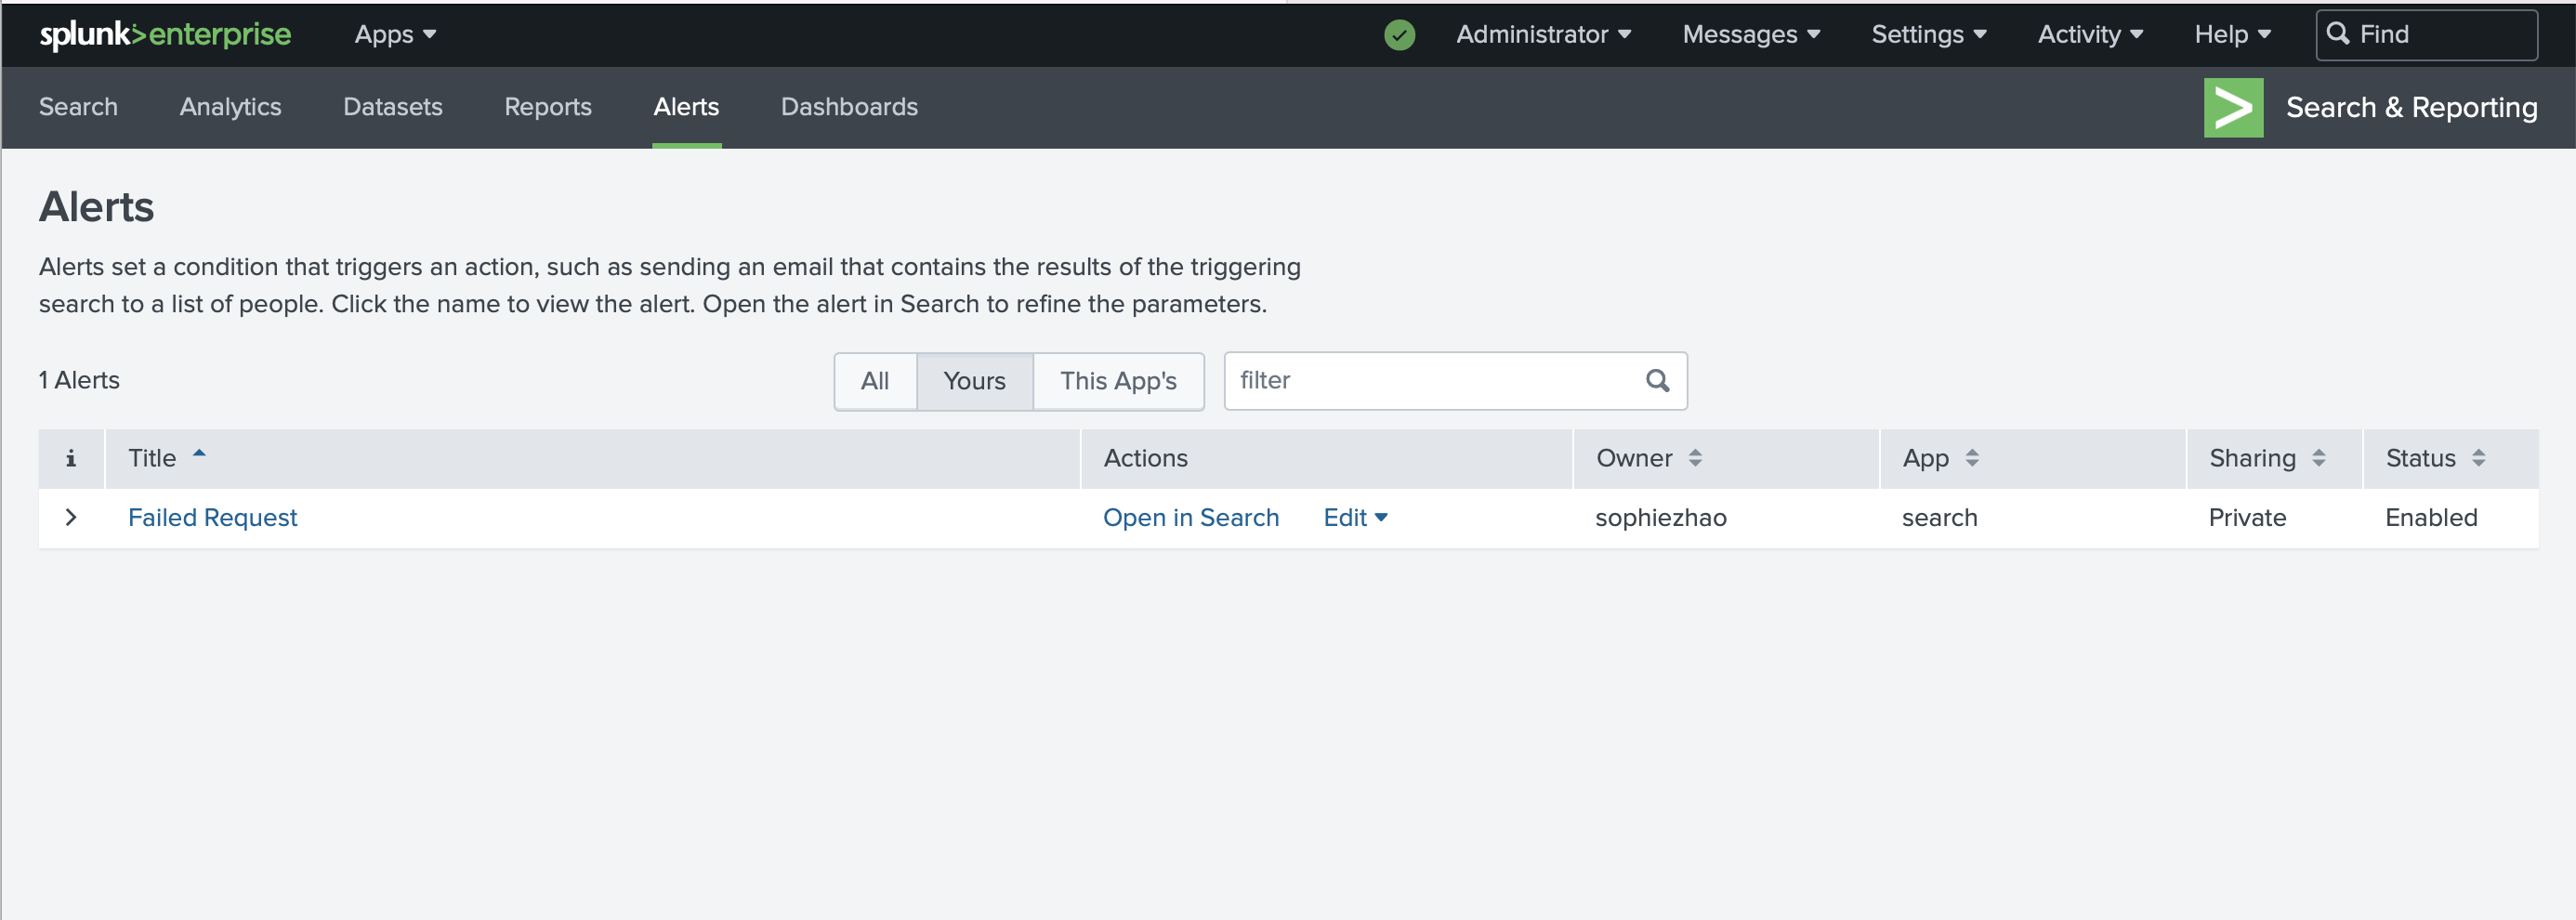 splunk>enterprise Apps Administrator Messages Settings Activity Help Find
Search Analytics Datasets Reports Alerts Dashboards > Search & Reporting
Alerts
Alerts set a condition that triggers an action, such as sending an email that contains the results of the triggering
search to a list of people. Click the name to view the alert. Open the alert in Search to refine the parameters.
1 Alerts All Yours This App's filter
i Title Actions Owner App Sharing Status
Failed Request Open in Search Edit sophiezhao search Private Enabled